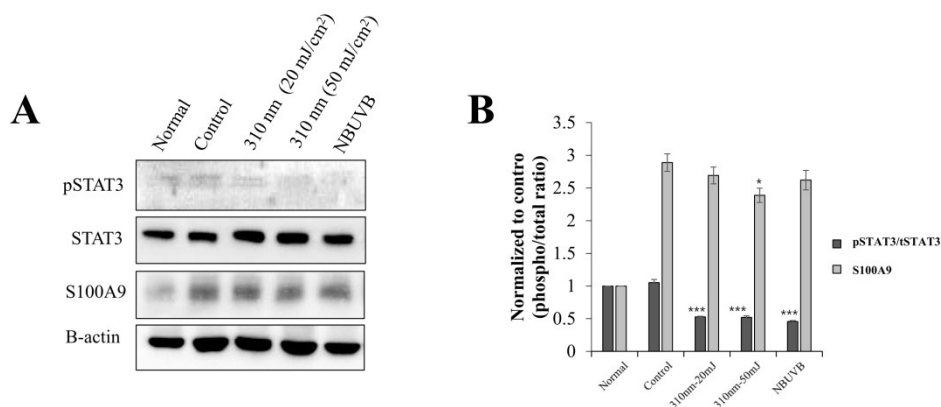 A
Normal
Control
310 nm (20 mJ/cm²)
310 nm (50 mJ/cm²)
NBUVB
pSTAT3
STAT3
S100A9
B-actin
B
Normalized to contro
(phospho/total ratio)
3.5
3
2.5
2
1.5
1
0.5
0
*
***
***
***
Normal
Control
310nm-20mJ
310nm-50mJ
NBUVB
pSTAT3/tSTAT3
S100A9